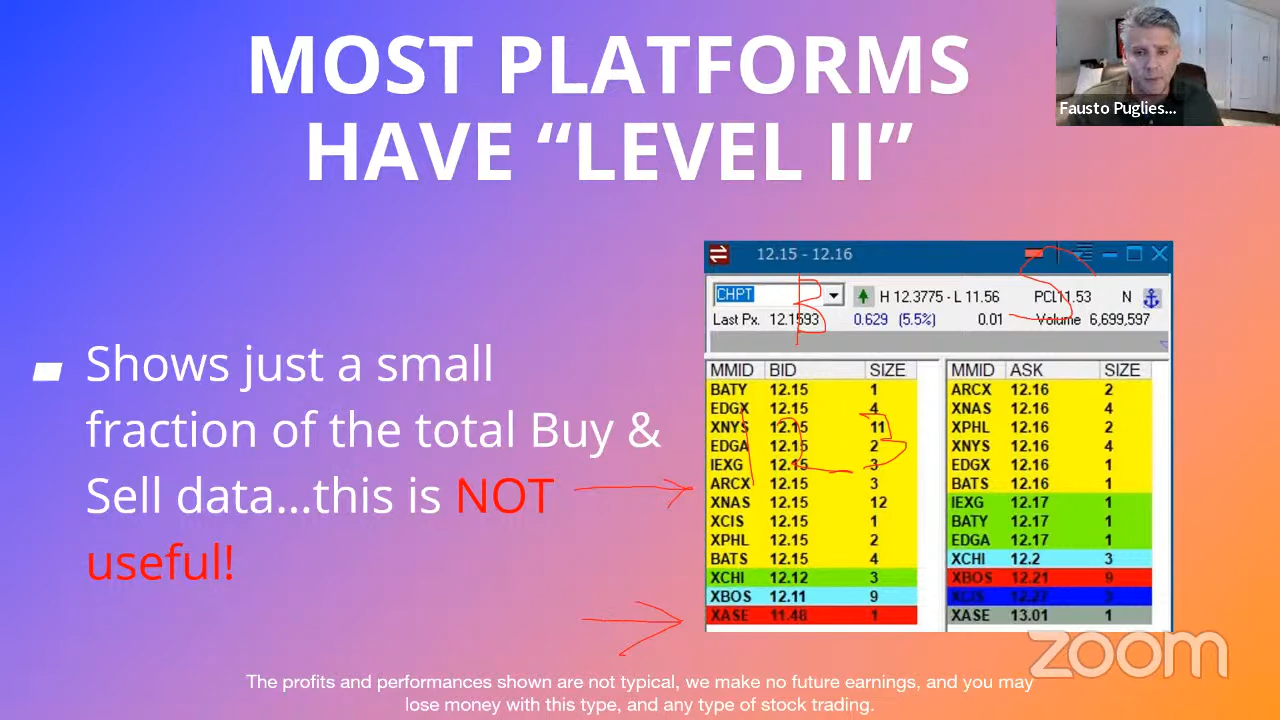 MOST PLATFORMS
HAVE “LEVEL II”
Fausto Puglies...
Shows just a small
fraction of the total Buy &
Sell data...this is NOT
useful!
12.15 - 12.16
CHPT H 12.3775 - L 11.56 PCL11.53 N
Last Px. 12.1593 0.629 (5.5%) 0.01 Volume 6,699,597
B S
MMID BID SIZE MMID ASK SIZE
BATY 12.15 1 ARCX 12.16 2
EDGX 12.15 4 XNAS 12.16 4
XNYS 12.15 11 XPHL 12.16 2
EDGA 12.15 2 XNYS 12.16 4
IEXG 12.15 3 EDGX 12.16 1
ARCX 12.15 3 BATS 12.16 1
XNAS 12.15 12 IEXG 12.17 1
XCIS 12.15 1 BATY 12.17 1
XPHL 12.15 2 EDGA 12.17 1
BATS 12.15 4 XCHI 12.2 3
XCHI 12.12 3 XBOS 12.21 9
XBOS 12.11 9 XCIS 12.27
XASE 11.48 1 XASE 13.01 1
1 2 3
zoom
The profits and performances shown are not typical, we make no future earnings, and you may
lose money with this type, and any type of stock trading.